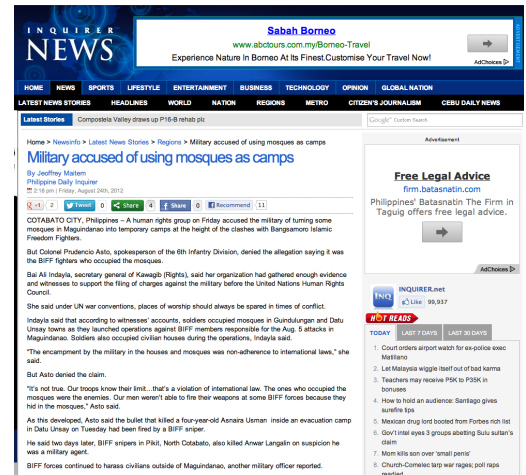 INQUIRER
NEWS
Sabah Borneo
www.abctours.com.my/Borneo-Travel
Experience Nature In Borneo At Its Finest.Customise Your Travel Now!
AdChoices
HOME NEWS SPORTS LIFESTYLE ENTERTAINMENT BUSINESS TECHNOLOGY OPINION GLOBAL NATION
LATEST NEWS STORIES HEADLINES WORLD NATION REGIONS METRO CITIZEN'S JOURNALISM CEBU DAILY NEWS
Latest Stories Compostela Valley draws up P16-B rehab pla
Google Custom Search
Home > Newsinfo > Latest News Stories > Regions > Military accused of using mosques as camps
Military accused of using mosques as camps
By Jeoffrey Maitem
Philippine Daily Inquirer
2:18 pm | Friday, August 24th, 2012
+1 2 Tweet 0 Share 4 Share 0 Recommend 11
COTABATO CITY, Philippines – A human rights group on Friday accused the military of turning some
mosques in Maguindanao into temporary camps at the height of the clashes with Bangsamoro Islamic
Freedom Fighters.
But Colonel Prudencio Asto, spokesperson of the 6th Infantry Division, denied the allegation saying it was
the BIFF fighters who occupied the mosques.
Bai Ali Indayla, secretary general of Kawagib (Rights), said her organization had gathered enough evidence
and witnesses to support the filing of charges against the military before the United Nations Human Rights
Council.
She said under UN war conventions, places of worship should always be spared in times of conflict.
Indayla said that according to witnesses' accounts, soldiers occupied mosques in Guindulungan and Datu
Unsay towns as they launched operations against BIFF members responsible for the Aug. 5 attacks in
Maguindanao. Soldiers also occupied civilian houses during the operations, Indayla said.
"The encampment by the military in the houses and mosques was non-adherence to international laws," she
said.
But Asto denied the claim.
"It's not true. Our troops know their limit…that's a violation of international law. The ones who occupied the
mosques were the enemies. Our men weren't able to fire their weapons at some BIFF forces because they
hid in the mosques," Asto said.
As this developed, Asto said the bullet that killed a four-year-old Asnaira Usman inside an evacuation camp
in Datu Unsay on Tuesday had been fired by a BIFF sniper.
He said two days later, BIFF snipers in Pikit, North Cotabato, also killed Anwar Langalin on suspicion he
was a military agent.
BIFF forces continued to harass civilians outside of Maguindanao, another military officer reported.
Advertisement
Free Legal Advice
firm.batasnatin.com
Philippines' Batasnatin The Firm in
Taguig offers free legal advice.
AdChoices
INQ
INQUIRER.net
Like 99,937
HOT READS
TODAY LAST 7 DAYS LAST 30 DAYS
1. Court orders airport watch for ex-police exec
Matillano
2. Let Malaysia wiggle itself out of bad karma
3. Teachers may receive P5K to P35K in
bonuses
4. How to hold an audience: Santiago gives
surefire tips
5. Mexican drug lord booted from Forbes rich list
6. Gov't intel eyes 3 groups abetting Sulu sultan's
claim
7. Mom kills son over 'small penis'
8. Church-Comelec tarp war rages; poll raps
readied